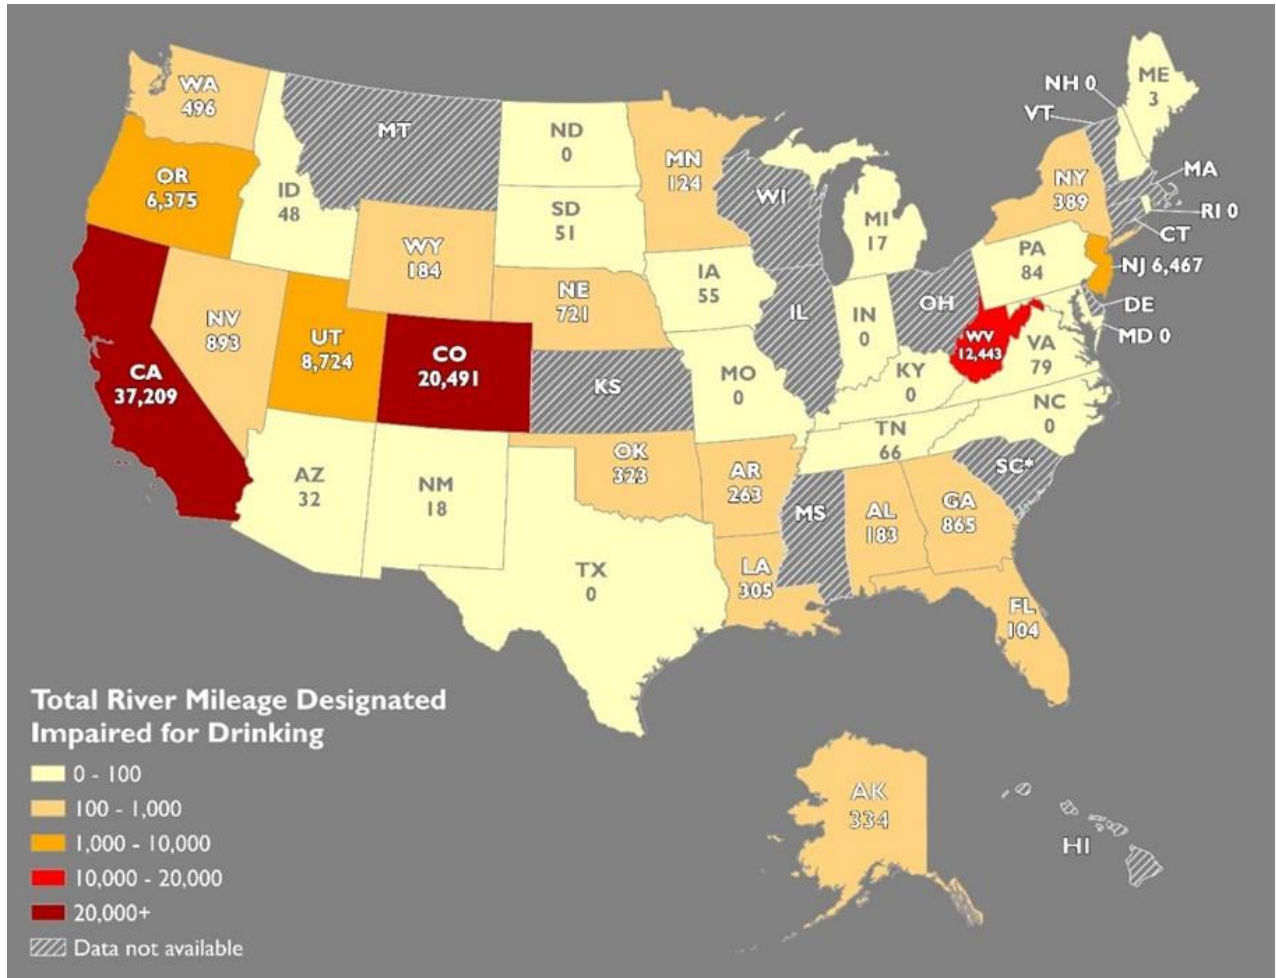 WA
496
MT
ND
0
MN
124
NH 0
ME
3
VT
OR
6,375
ID
48
SD
51
WI
NY
389
MA
RI 0
WY
184
MI
17
CT
PA
84
NJ 6,467
NV
893
UT
8,724
NE
721
IA
55
IL
IN
0
OH
DE
MD 0
CA
37,209
CO
20,491
KS
MO
0
KY
0
WV
12,443
VA
79
NC
0
TN
66
AZ
32
NM
18
OK
323
AR
263
SC*
TX
0
LA
305
MS
AL
183
GA
865
FL
104
Total River Mileage Designated
Impaired for Drinking
0 - 100
100 - 1,000
1,000 - 10,000
10,000 - 20,000
20,000+
Data not available
AK
334
HI